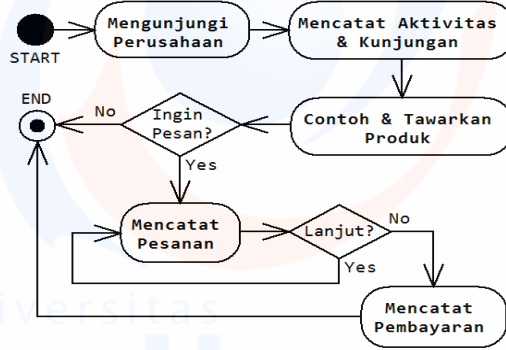 START
Mengunjungi
Perusahaan
Mencatat Aktivitas
& Kunjungan
END
No
Ingin
Pesan?
Contoh & Tawarkan
Produk
Yes
Mencatat
Pesanan
Lanjut?
No
Yes
Mencatat
Pembayaran
versitas